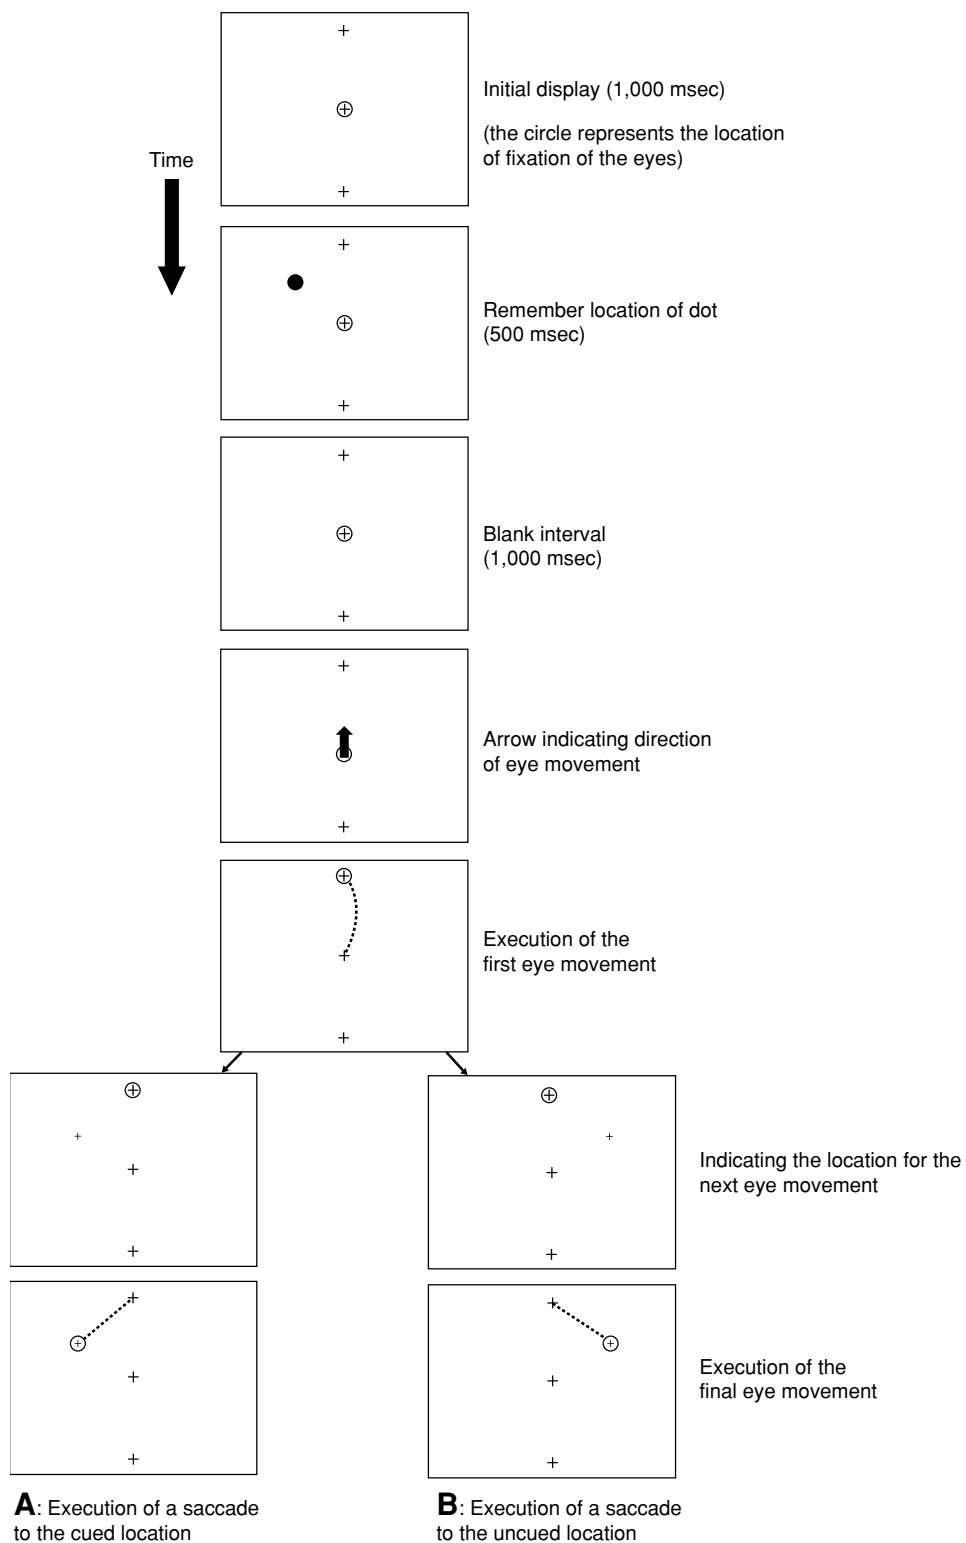 Initial display (1,000 msec)
(the circle represents the location
of fixation of the eyes)
Time
Remember location of dot
(500 msec)
Blank interval
(1,000 msec)
Arrow indicating direction
of eye movement
Execution of the
first eye movement
Indicating the location for the
next eye movement
Execution of the
final eye movement
A: Execution of a saccade
to the cued location
B: Execution of a saccade
to the uncued location